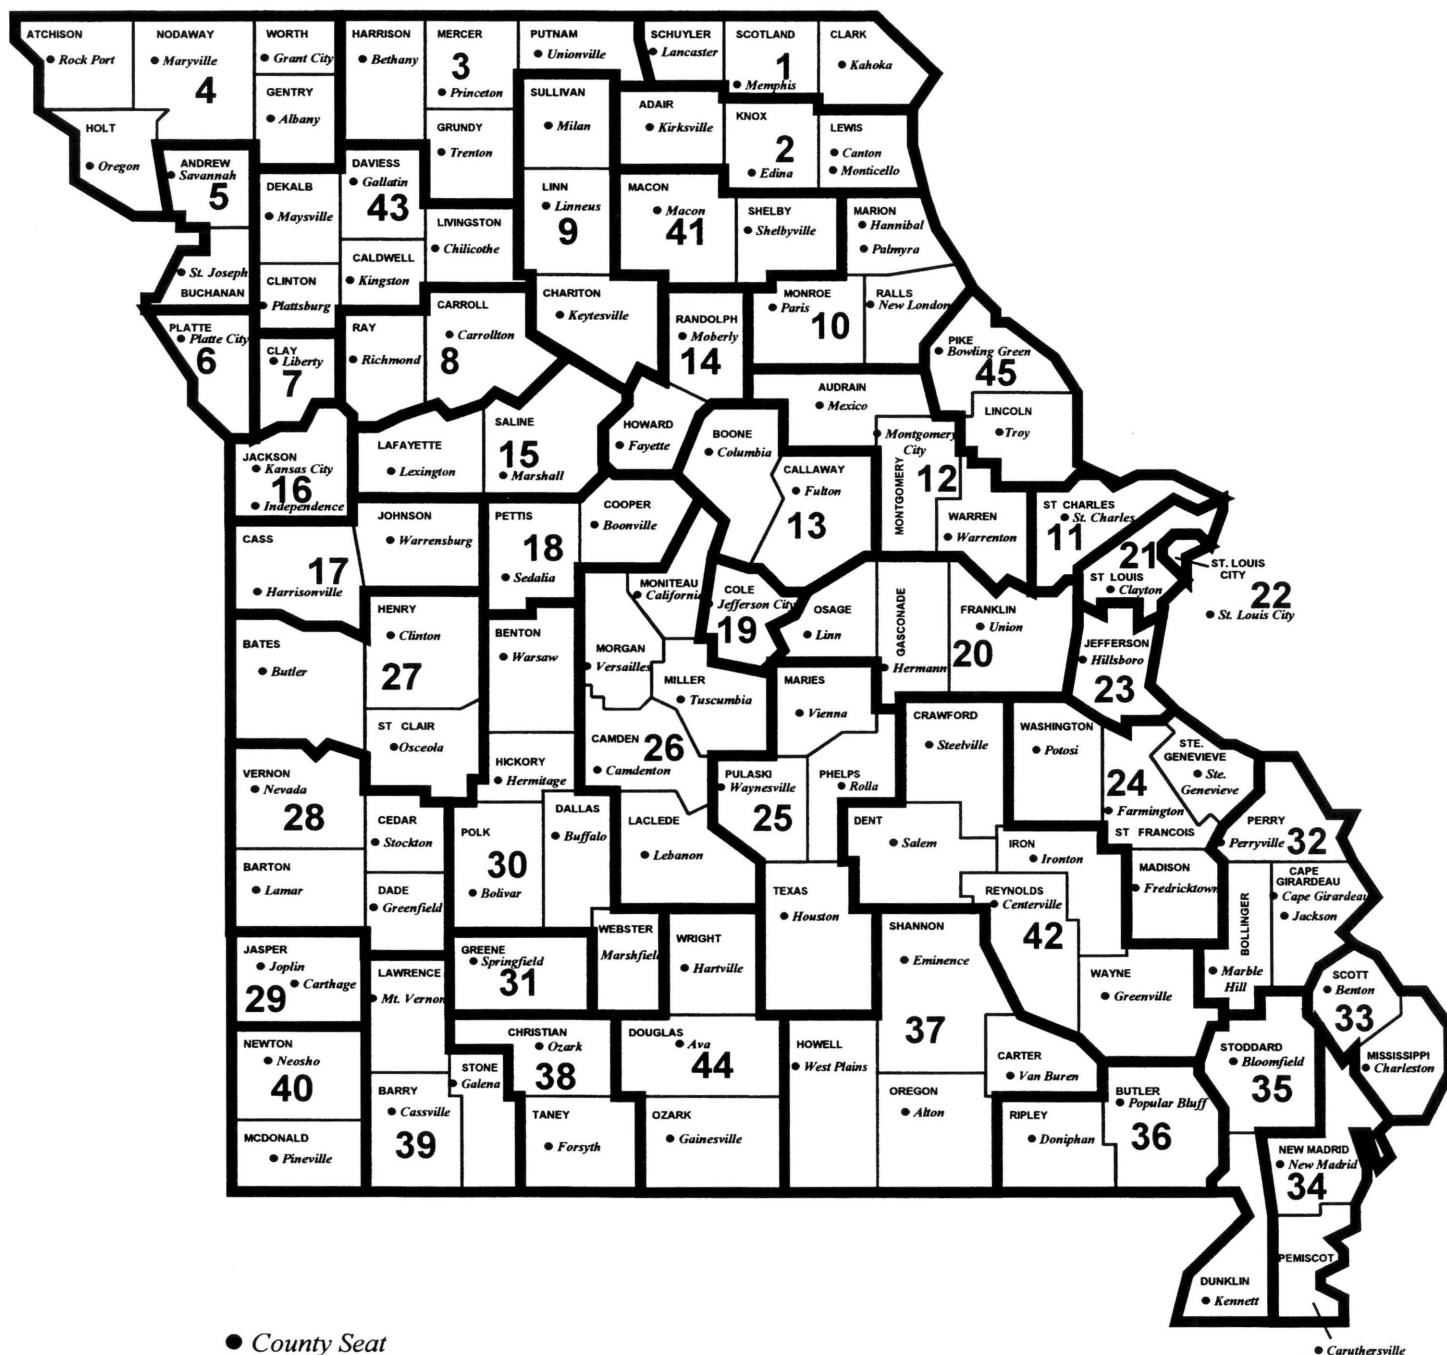 ATCHISON
Rock Port
NODAWAY
Maryville
4
WORTH
Grant City
GENTRY
Albany
HOLT
Oregon
HARRISON
Bethany
MERCER
3
Princeton
PUTNAM
Unionville
GRUNDY
Trenton
SCHUYLER
Lancaster
SCOTLAND
1
Memphis
CLARK
Kahoka
SULLIVAN
Milan
ADAIR
Kirksville
KNOX
2
Edina
LEWIS
Canton
Monticello
ANDREW
Savannah
5
St. Joseph
BUCHANAN
DEKALB
Maysville
DAVIESS
Gallatin
43
CLINTON
Plattsburg
CALDWELL
Kingston
LIVINGSTON
Chilicothe
LINN
Linneus
9
CHARITON
Keytesville
MACON
Macon
41
SHELBY
Shelbyville
MARION
Hannibal
Palmyra
MONROE
Paris
10
RALLS
New London
PLATTE
Platte City
6
CLAY
Liberty
7
RAY
Richmond
CARROLL
Carrollton
8
RANDOLPH
Moberly
14
HOWARD
Fayette
AUDRAIN
Mexico
PIKE
Bowling Green
45
LINCOLN
Troy
JACKSON
Kansas City
16
Independence
LAFAYETTE
Lexington
SALINE
15
Marshall
BOONE
Columbia
CALLAWAY
Fulton
13
Montgomery
City
MONTGOMERY
12
WARREN
Warrenton
ST CHARLES
St. Charles
11
21
ST LOUIS
Clayton
ST. LOUIS
CITY
22
St. Louis City
CASS
17
Harrisonville
JOHNSON
Warrensburg
PETTIS
18
Sedalia
COOPER
Boonville
MONITEAU
California
COLE
Jefferson City
19
OSAGE
Linn
GASCONADE
Hermann
FRANKLIN
Union
20
JEFFERSON
Hillsboro
23
BATES
Butler
HENRY
Clinton
27
ST CLAIR
Osceola
BENTON
Warsaw
HICKORY
Hermitage
MORGAN
Versailles
MILLER
Tuscumbia
CAMDEN
26
Camdenton
MARIES
Vienna
PULASKI
Waynesville
25
PHELPS
Rolla
CRAWFORD
Steelville
WASHINGTON
Potosi
24
Farmington
ST FRANCOIS
STE.
GENEVIEVE
Ste.
Genevieve
VERNON
Nevada
28
BARTON
Lamar
CEDAR
Stockton
DADE
Greenfield
POLK
30
Bolivar
DALLAS
Buffalo
LACLEDE
Lebanon
TEXAS
Houston
DENT
Salem
IRON
Ironton
REYNOLDS
Centerville
42
MADISON
Fredricktown
PERRY
32
Perryville
CAPE
GIRARDEAU
Cape Girardeau
Jackson
BOLLINGER
Marble
Hill
JASPER
Joplin
Carthage
29
LAWRENCE
Mt. Vernon
GREENE
Springfield
31
WEBSTER
Marshfield
WRIGHT
Hartville
SHANNON
Eminence
37
WAYNE
Greenville
SCOTT
Benton
33
MISSISSIPPI
Charleston
NEWTON
Neosho
40
MCDONALD
Pineville
BARRY
Cassville
39
STONE
Galena
CHRISTIAN
Ozark
38
TANEY
Forsyth
DOUGLAS
Ava
44
OZARK
Gainesville
HOWELL
West Plains
OREGON
Alton
CARTER
Van Buren
RIPLEY
Doniphan
BUTLER
Popular Bluff
36
STODDARD
Bloomfield
35
NEW MADRID
New Madrid
34
PEMISCOT
DUNKLIN
Kennett
Caruthersville
County Seat